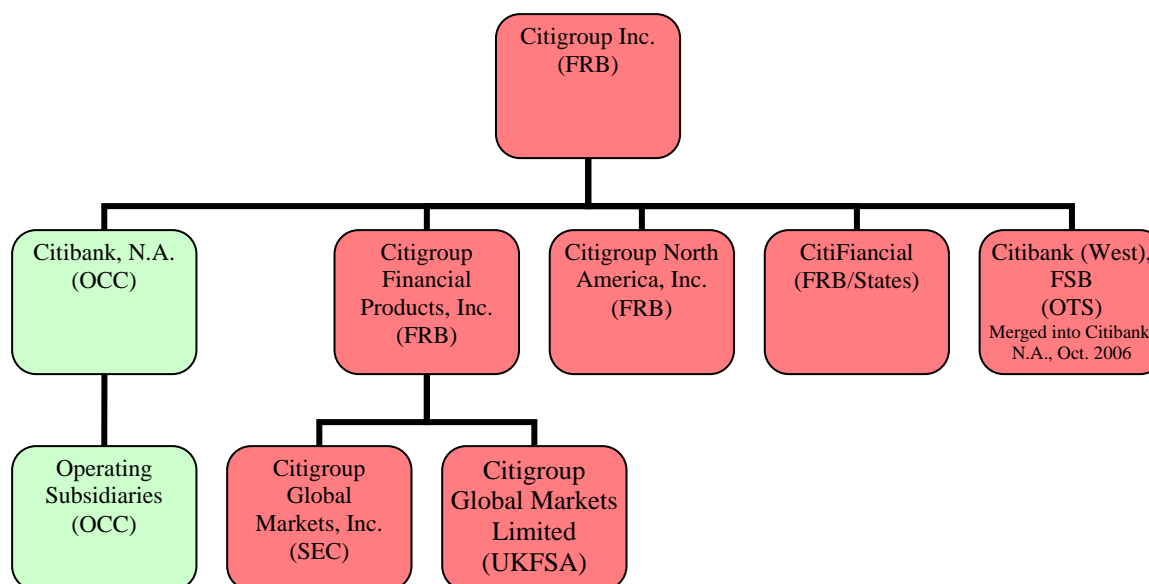 Citigroup Inc.
(FRB)
Citibank, N.A.
(OCC)
Citigroup
Financial
Products, Inc.
(FRB)
Citigroup North
America, Inc.
(FRB)
CitiFiancial
(FRB/States)
Citibank (West),
FSB
(OTS)
Merged into Citibank
N.A., Oct. 2006
Operating
Subsidiaries
(OCC)
Citigroup
Global
Markets, Inc.
(SEC)
Citigroup
Global Markets
Limited
(UKFSA)